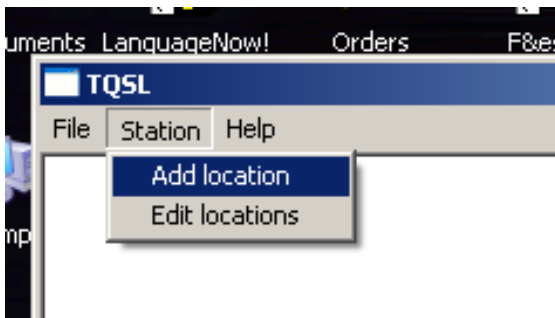 uments LanguageNow! Orders F&es
TQSL
File Station Help
Add location
Edit locations
mp